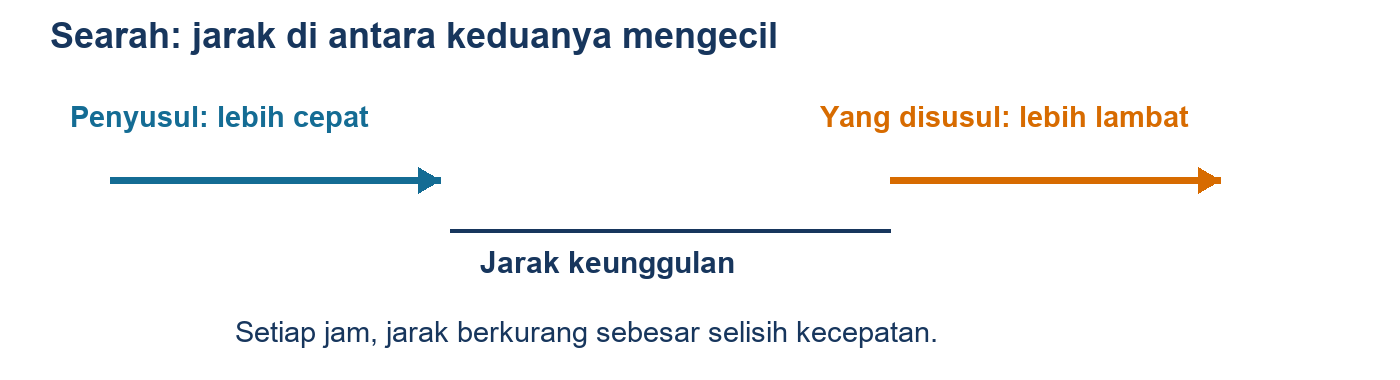 Searah: jarak di antara keduanya mengecil
Penyusul: lebih cepat
Yang disusul: lebih lambat
Jarak keunggulan
Setiap jam, jarak berkurang sebesar selisih kecepatan.